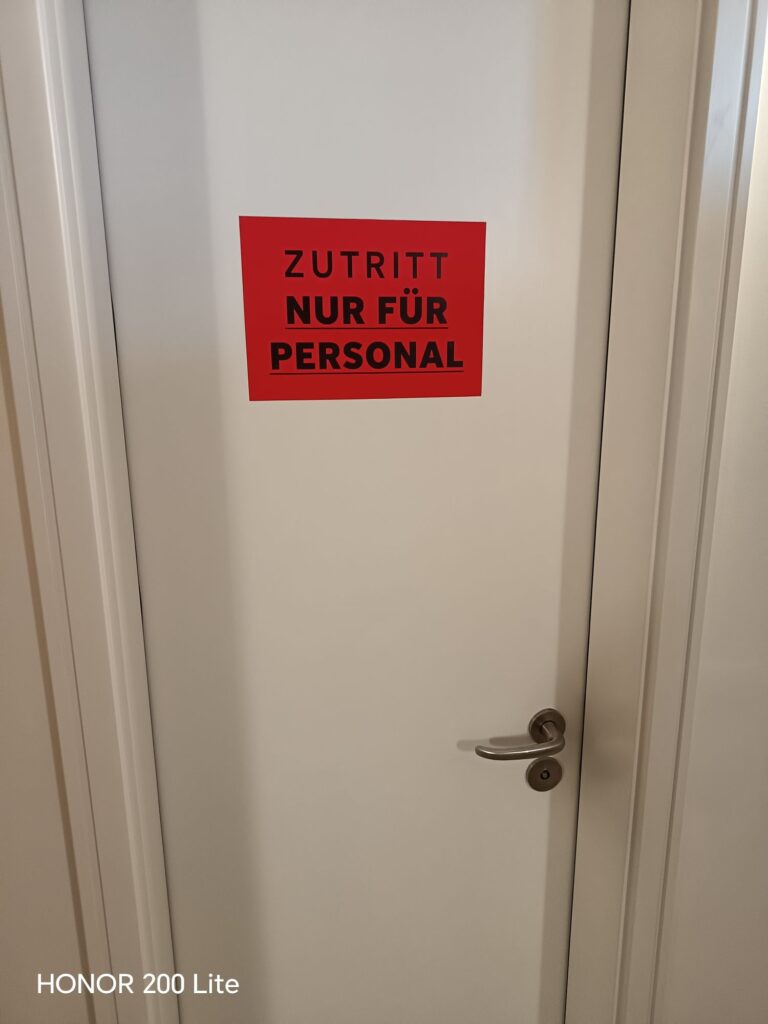 ZUTRITT
NUR FÜR
PERSONAL
HONOR 200 Lite